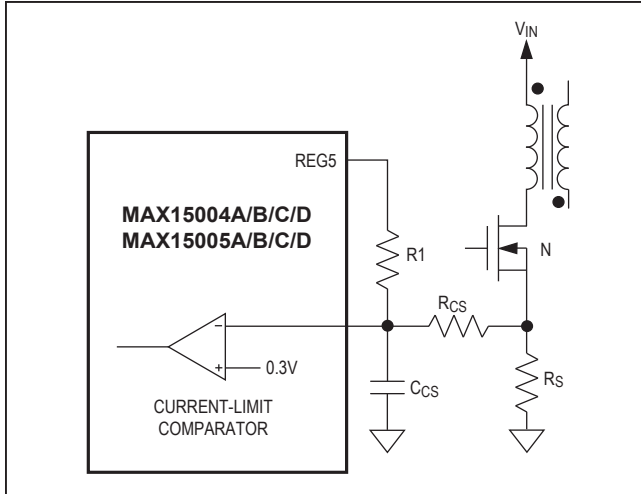 VIN
REG5
MAX15004A/B/C/D
MAX15005A/B/C/D
R1
N
RCS
-
+
0.3V
CCS
RS
CURRENT-LIMIT
COMPARATOR